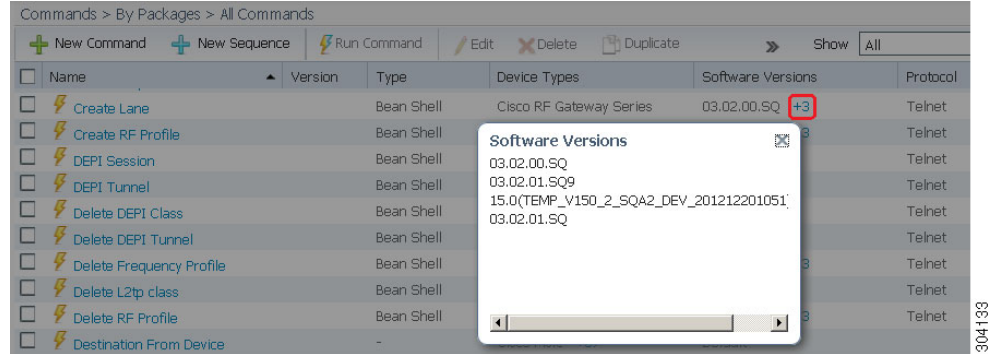 Commands > By Packages > All Commands
New Command New Sequence Run Command Edit Delete Duplicate » Show All
Name Version Type Device Types Software Versions Protocol
Create Lane Bean Shell Cisco RF Gateway Series 03.02.00.SQ +3 Telnet
Create RF Profile Bean Shell 3 Telnet
Software Versions
03.02.00.SQ
03.02.01.SQ9
15.0(TEMP_V150_2_SQA2_DEV_201212201051)
03.02.01.SQ
DEPI Session Bean Shell Telnet
DEPI Tunnel Bean Shell Telnet
Delete DEPI Class Bean Shell Telnet
Delete DEPI Tunnel Bean Shell Telnet
Delete Frequency Profile Bean Shell 3 Telnet
Delete L2tp class Bean Shell Telnet
Delete RF Profile Bean Shell 3 Telnet
Destination From Device -
304133